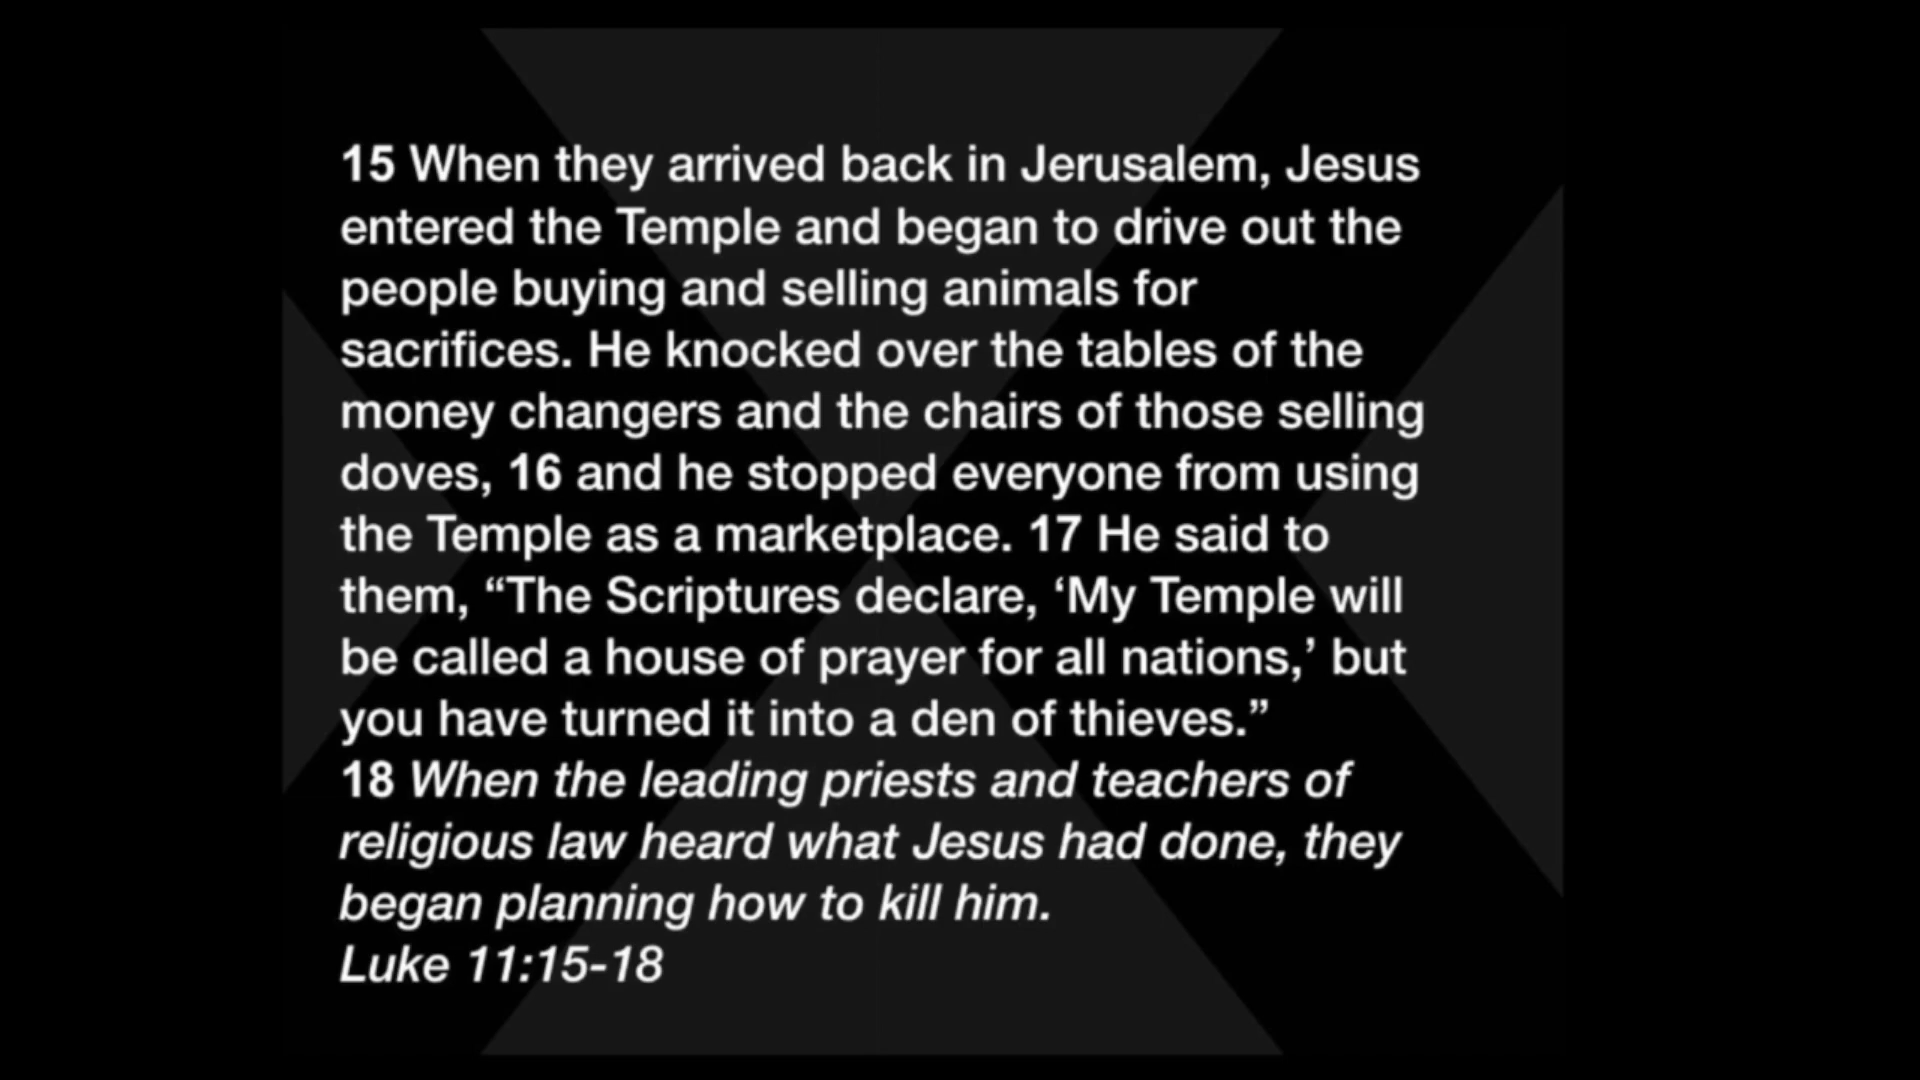 15 When they arrived back in Jerusalem, Jesus
entered the Temple and began to drive out the
people buying and selling animals for
sacrifices. He knocked over the tables of the
money changers and the chairs of those selling
doves, 16 and he stopped everyone from using
the Temple as a marketplace. 17 He said to
them, “The Scriptures declare, ‘My Temple will
be called a house of prayer for all nations,’ but
you have turned it into a den of thieves.”
18 When the leading priests and teachers of
religious law heard what Jesus had done, they
began planning how to kill him.
Luke 11:15-18